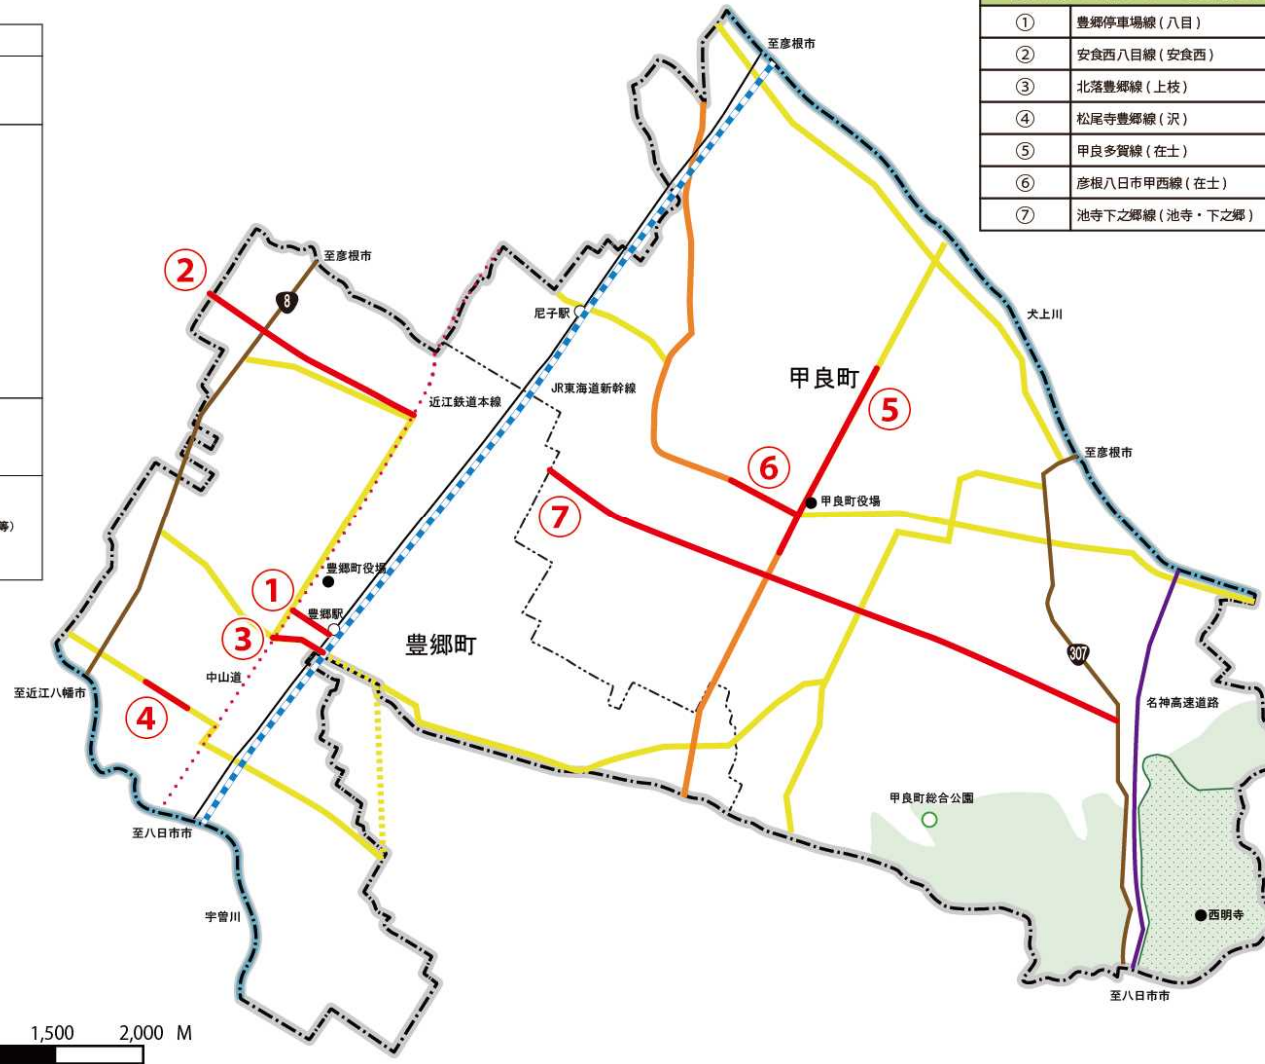 ① 豊郷停車場線 ( 八目 )
② 安食西八目線 ( 安食西 )
③ 北落豊郷線 ( 上枝 )
④ 松尾寺豊郷線 ( 沢 )
⑤ 甲良多賀線 ( 在士 )
⑥ 彦根八日市甲西線 ( 在士 )
⑦ 池寺下之郷線 ( 池寺・下之郷 )
至彦根市
至彦根市
②
8
尼子駅
犬上川
甲良町
JR東海道新幹線
近江鉄道本線
⑤
至彦根市
⑥
甲良町役場
⑦
等)
豊郷町役場
①
豊郷駅
③
豊郷町
307
中山道
至近江八幡市
④
名神高速道路
甲良町総合公園
至八日市市
宇曽川
西明寺
至八日市市
1,500 2,000 M